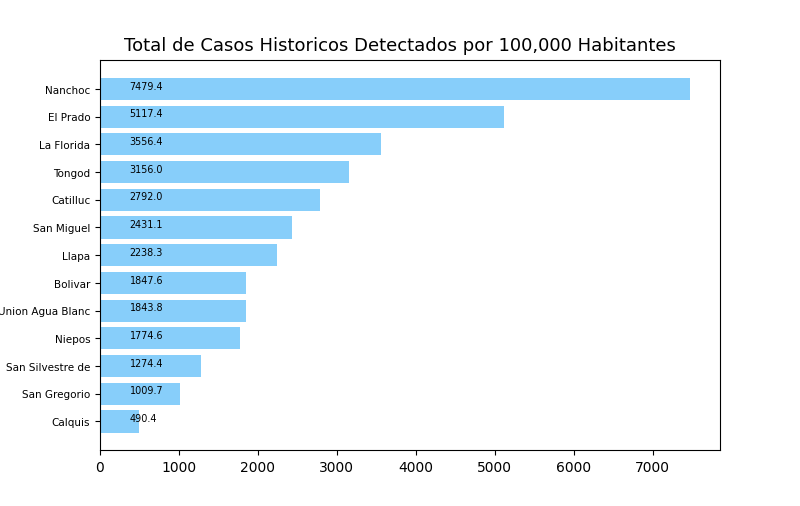 Total de Casos Historicos Detectados por 100,000 Habitantes
Nanchoc 7479.4
El Prado 5117.4
La Florida 3556.4
Tongod 3156.0
Catilluc 2792.0
San Miguel 2431.1
Llapa 2238.3
Bolivar 1847.6
Union Agua Blanc 1843.8
Niepos 1774.6
San Silvestre de 1274.4
San Gregorio 1009.7
Calquis 490.4
0 1000 2000 3000 4000 5000 6000 7000